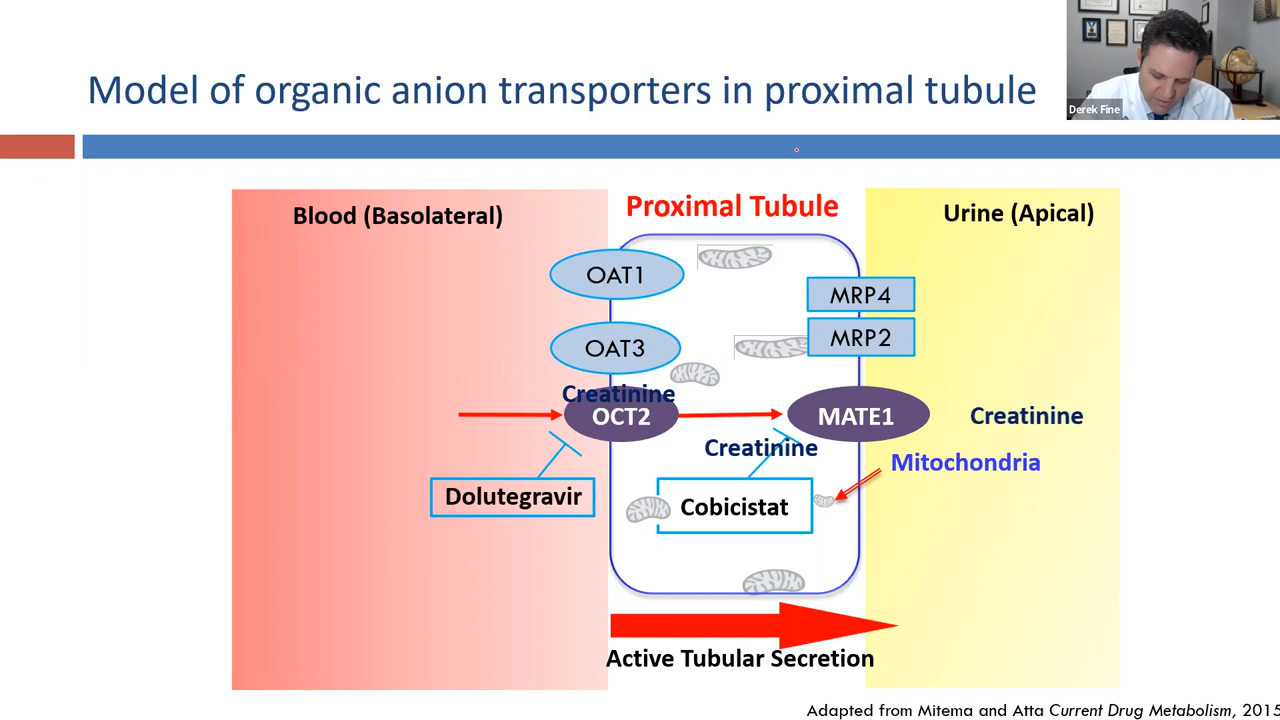 Model of organic anion transporters in proximal tubule
Derek Fine
Blood (Basolateral)
Proximal Tubule
Urine (Apical)
OAT1
MRP4
MRP2
OAT3
Creatinine
OCT2
MATE1
Creatinine
Creatinine
Mitochondria
Dolutegravir
Cobicistat
Active Tubular Secretion
Adapted from Mitema and Atta Current Drug Metabolism, 2015